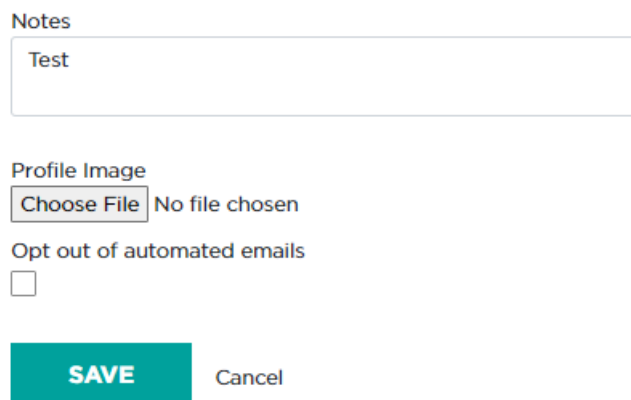 Notes
Test
Profile Image
Choose File No file chosen
Opt out of automated emails
SAVE Cancel